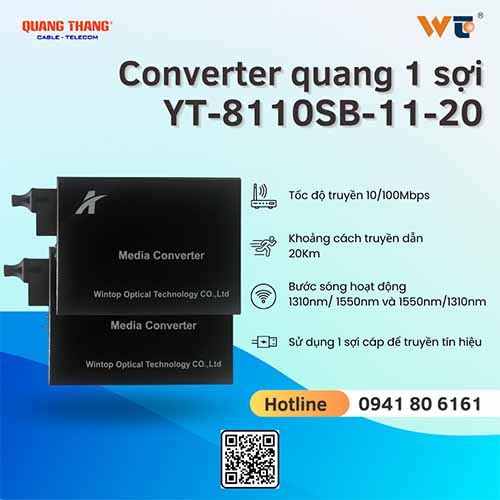 QUANG THANG®
CABLE - TELECOM
WT®
Converter quang 1 sợi
YT-8110SB-11-20
Tốc độ truyền 10/100Mbps
Khoảng cách truyền dẫn
20Km
Bước sóng hoạt động
1310nm/ 1550nm và 1550nm/1310nm
Sử dụng 1 sợi cáp để truyền tín hiệu
Media Converter
Wintop Optical Technology CO.,Ltd
Media Converter
Wintop Optical Technology CO.,Ltd
Hotline
0941 80 6161